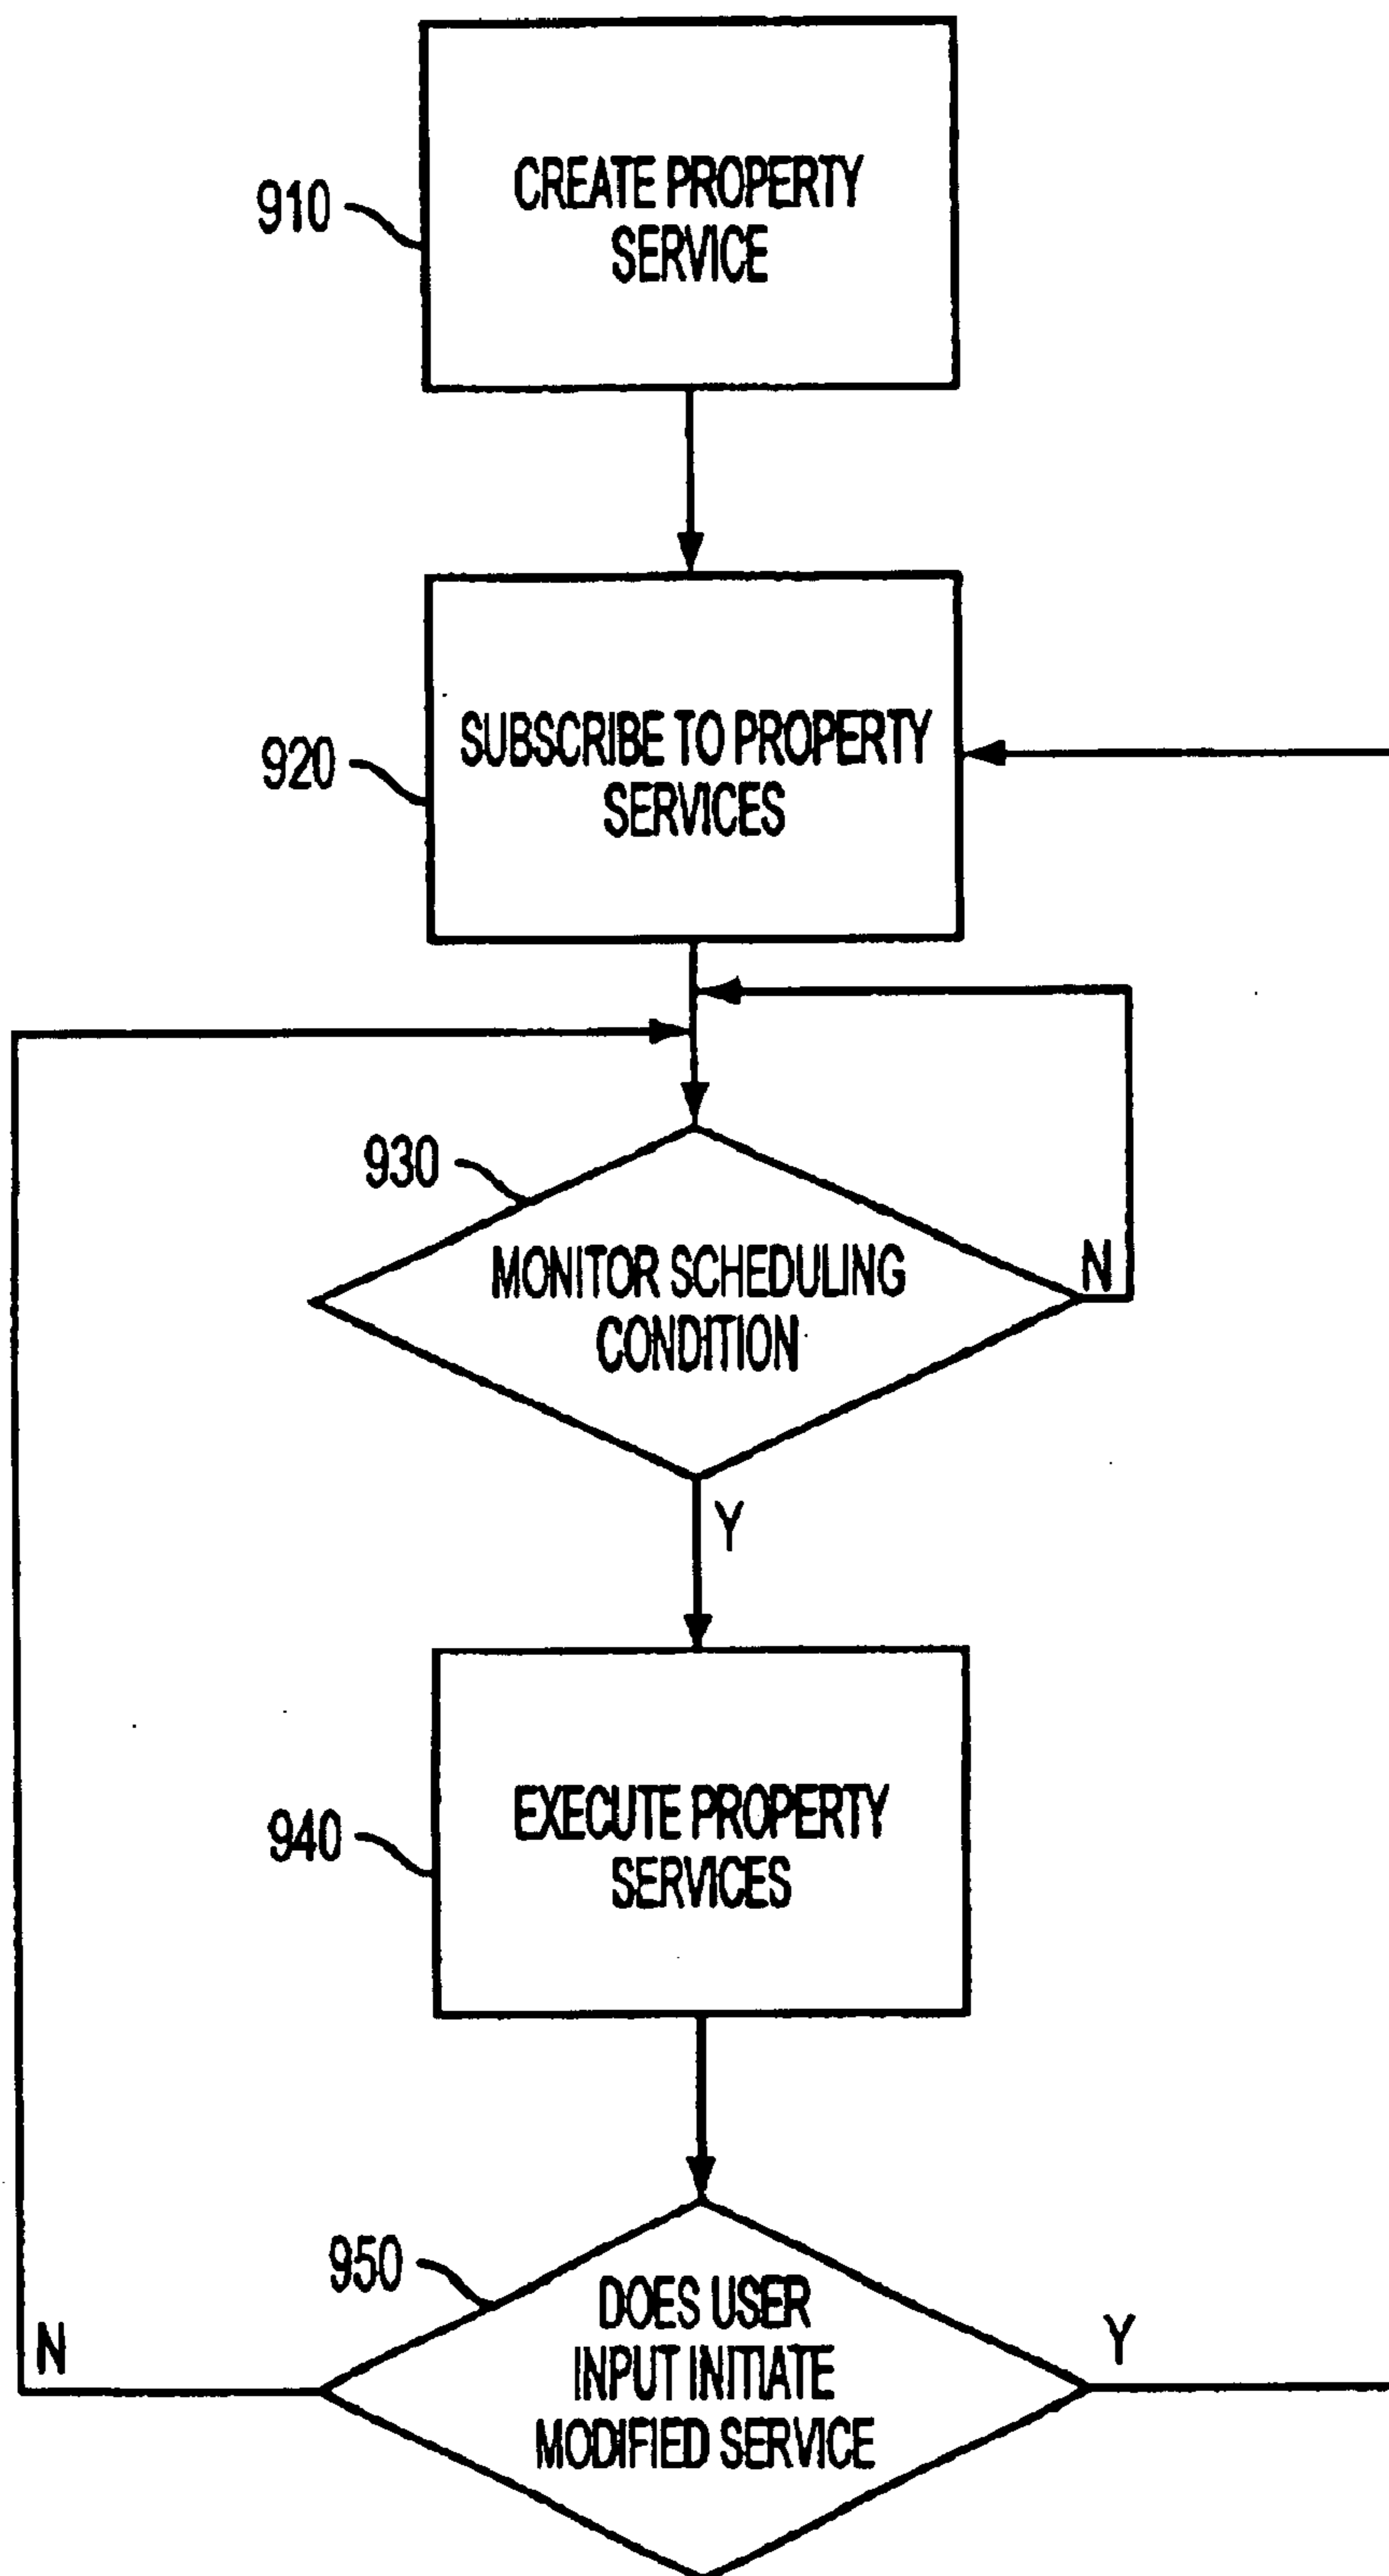 910
CREATE PROPERTY
SERVICE
920
SUBSCRIBE TO PROPERTY
SERVICES
930
MONITOR SCHEDULING
CONDITION
N
Y
940
EXECUTE PROPERTY
SERVICES
950
DOES USER
INPUT INITIATE
MODIFIED SERVICE
N
Y